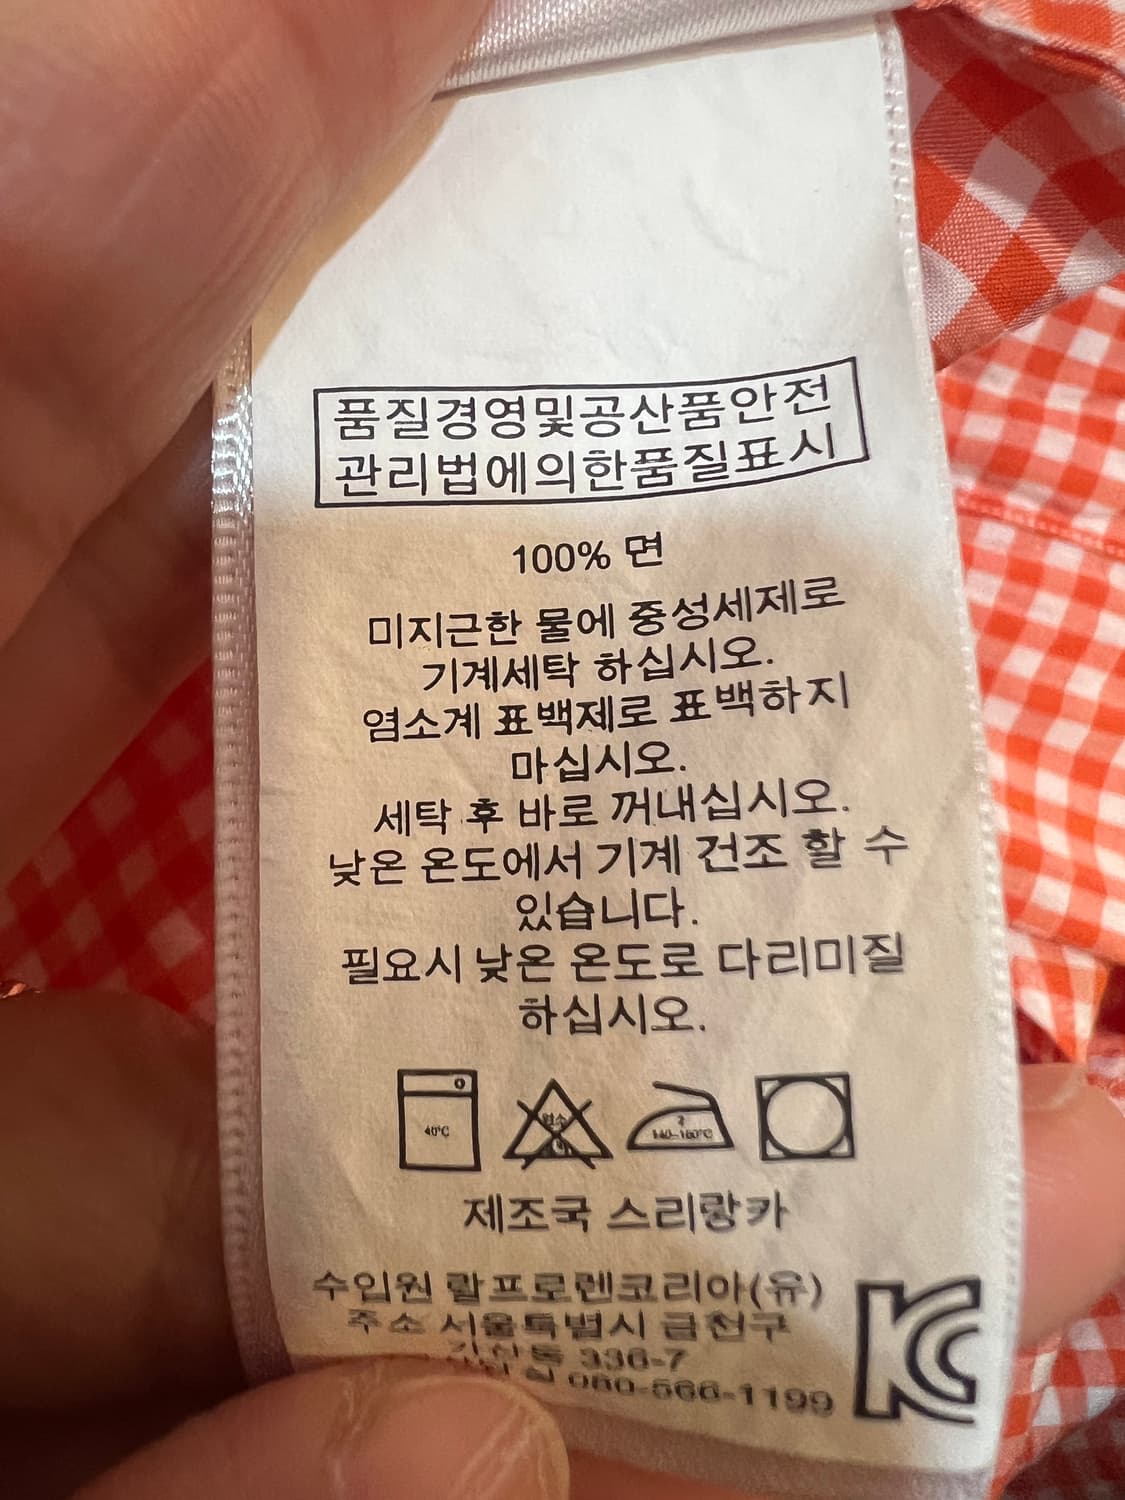 품질경영및공산품안전
관리법에의한품질표시
100% 면
미지근한 물에 중성세제로
기계세탁 하십시오.
염소계 표백제로 표백하지
마십시오.
세탁 후 바로 꺼내십시오.
낮은 온도에서 기계 건조 할 수
있습니다.
필요시 낮은 온도로 다리미질
하십시오.
40°C
염소
2
140-160°C
제조국 스리랑카
수입원 랄프로렌코리아(유)
주소 서울특별시 금천구
가산동 336-7
080-566-1199
KC